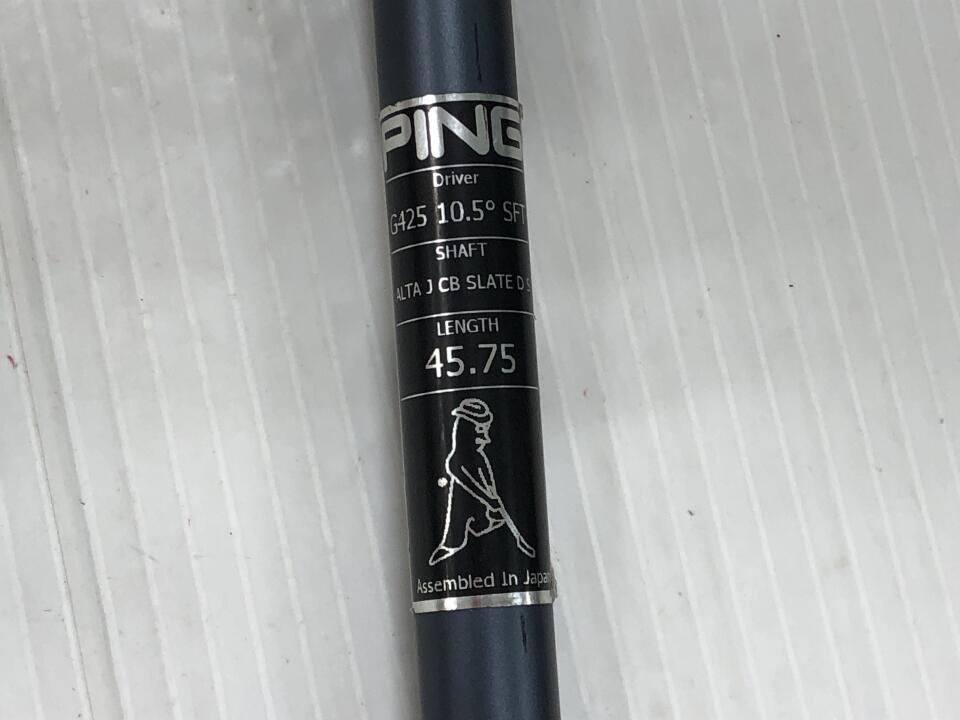 PING
Driver
G425 10.5° SFT
SHAFT
ALTA J CB SLATE D S
LENGTH
45.75
Assembled In Japan